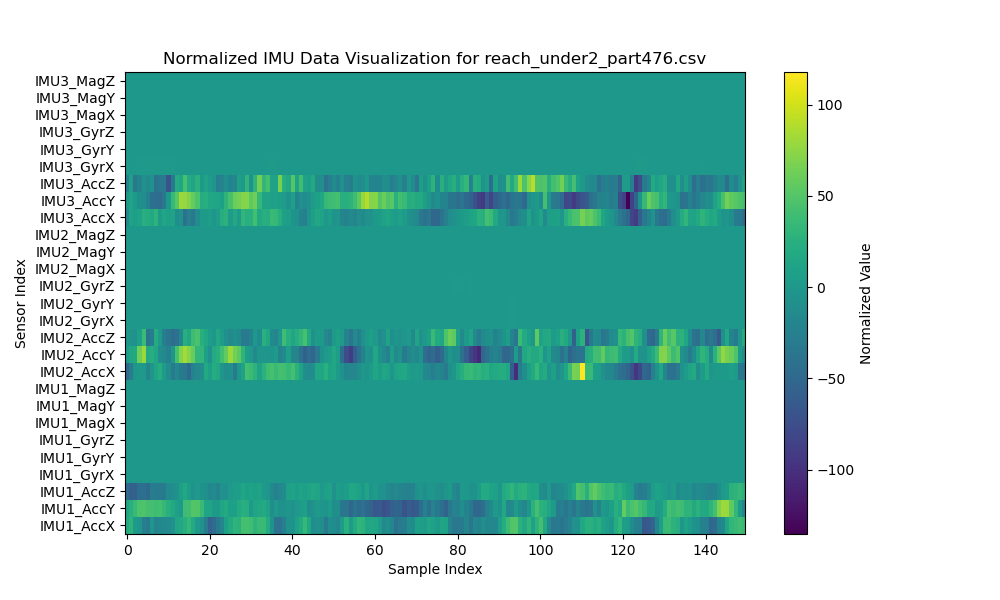 Normalized IMU Data Visualization for reach_under2_part476.csv
IMU3_MagZ
IMU3_MagY
IMU3_MagX
IMU3_GyrZ
IMU3_GyrY
IMU3_GyrX
IMU3_AccZ
IMU3_AccY
IMU3_AccX
IMU2_MagZ
IMU2_MagY
IMU2_MagX
IMU2_GyrZ
IMU2_GyrY
IMU2_GyrX
IMU2_AccZ
IMU2_AccY
IMU2_AccX
IMU1_MagZ
IMU1_MagY
IMU1_MagX
IMU1_GyrZ
IMU1_GyrY
IMU1_GyrX
IMU1_AccZ
IMU1_AccY
IMU1_AccX
Sensor Index
0 20 40 60 80 100 120 140
Sample Index
100
50
0
−50
−100
Normalized Value